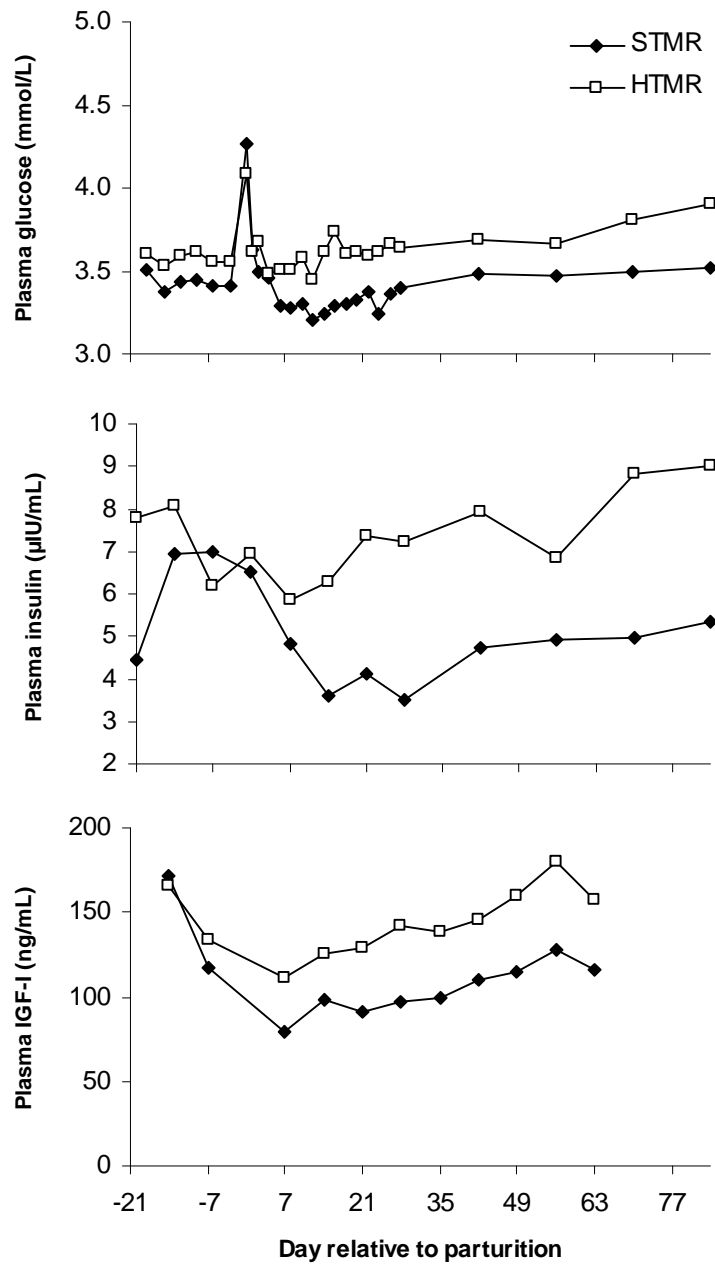 5.0
STMR
HTMR
4.5
4.0
3.5
3.0
Plasma glucose (mmol/L)
10
9
8
7
6
5
4
3
2
Plasma insulin (µIU/mL)
200
150
100
50
0
Plasma IGF-I (ng/mL)
-21 -7 7 21 35 49 63 77
Day relative to parturition